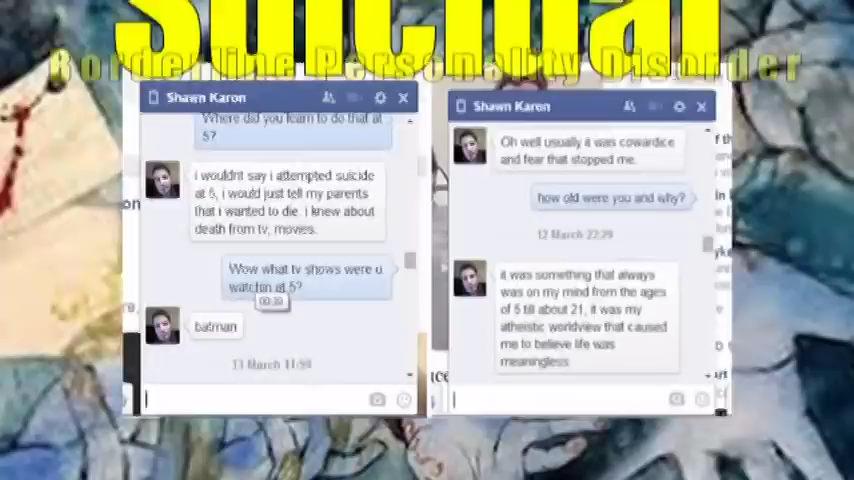 Suicidal
Borderline Personality Disorder
Shawn Karon
Where did you learn to do that at
5?
i wouldnt say i attempted suicide
at 5, i would just tell my parents
that i wanted to die. i knew about
death from tv, movies.
Wow what tv shows were u
watchin at 5?
batman
13 March 11:59
Shawn Karon
Oh well usually it was cowardice
and fear that stopped me.
how old were you and why?
12 March 22:29
it was something that always
was on my mind from the ages
of 5 till about 21, it was my
atheistic worldview that caused
me to believe life was
meaningless